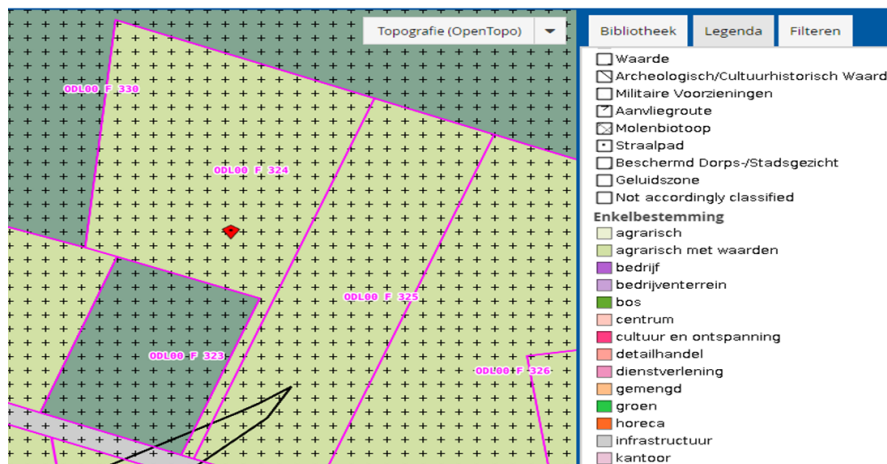 Topografie (OpenTopo)
Bibliotheek
Legenda
Filteren
Waarde
Archeologisch/Cultuurhistorisch Waard
Militaire Voorzieningen
Aanvliegroute
Molenbiotoop
Straalpad
Beschermd Dorps-/Stadsgezicht
Geluidszone
Not accordingly classified
Enkelbestemming
agrarisch
agrarisch met waarden
bedrijf
bedrijventerrein
bos
centrum
cultuur en ontspanning
detailhandel
dienstverlening
gemengd
groen
horeca
infrastructuur
kantoor
ODL00 F 330
ODL00 F 324
ODL00 F 325
ODL00 F 323
ODL00 F 326